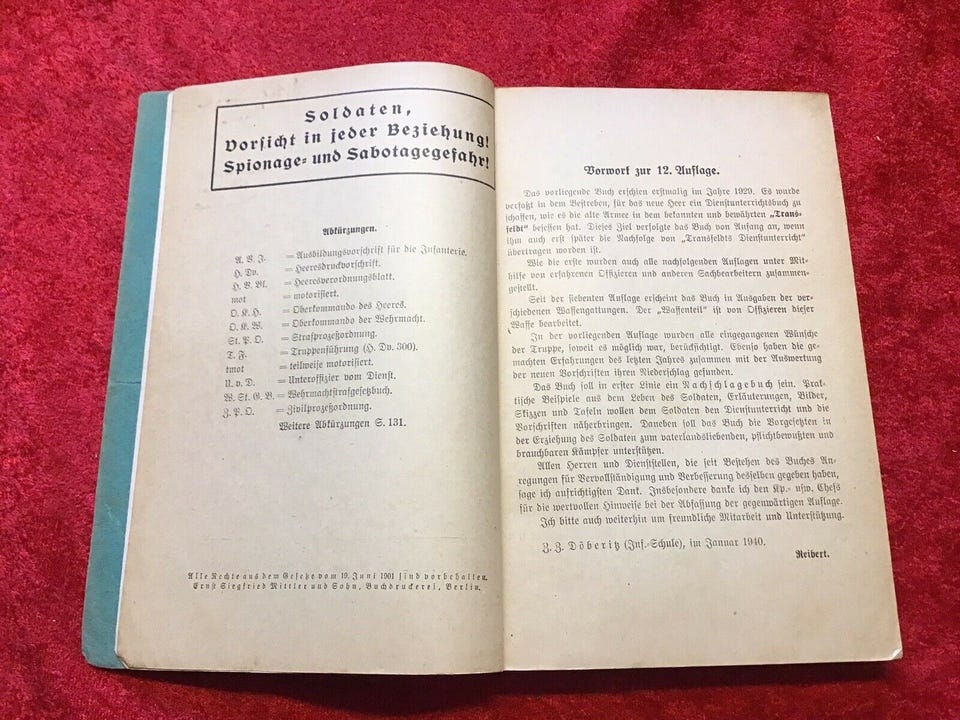 Soldaten,
Vorsicht in jeder Beziehung!
Spionage- und Sabotagegefahr!
Abkürzungen.
A. V. I. = Ausbildungsvorschrift für die Infanterie.
H. Dv. = Heeresdruckvorschrift.
H. V. Bl. = Heeresverordnungsblatt.
mot = motorisiert.
O. K. H. = Oberkommando des Heeres.
O. K. W. = Oberkommando der Wehrmacht.
St. P. O. = Strafprozeßordnung.
T. F. = Truppenführung (H. Dv. 300).
tmot = teilweise motorisiert.
U. v. D. = Unteroffizier vom Dienst.
W. St. G. B. = Wehrmachtstrafgesetzbuch.
Z. P. O. = Zivilprozeßordnung.
Weitere Abkürzungen S. 131.
Alle Rechte aus dem Gesetze vom 19. Juni 1901 sind vorbehalten.
Ernst Siegfried Mittler und Sohn, Buchdruckerei, Berlin.
Vorwort zur 12. Auflage.
Das vorliegende Buch erschien erstmalig im Jahre 1929. Es wurde
verfaßt in dem Bestreben, für das neue Heer ein Dienstunterrichtsbuch zu
schaffen, wie es die alte Armee in dem bekannten und bewährten „Trans-
feldt" besessen hat. Dieses Ziel verfolgte das Buch von Anfang an, wenn
ihm auch erst später die Nachfolge von „Transfeldts Dienstunterricht"
übertragen worden ist.
Wie die erste wurden auch alle nachfolgenden Auflagen unter Mit-
hilfe von erfahrenen Offizieren und anderen Sachbearbeitern zusammen-
gestellt.
Seit der siebenten Auflage erscheint das Buch in Ausgaben der ver-
schiedenen Waffengattungen. Der „Waffenteil" ist von Offizieren dieser
Waffe bearbeitet.
In der vorliegenden Auflage wurden alle eingegangenen Wünsche
der Truppe, soweit es möglich war, berücksichtigt. Ebenso haben die ge-
machten Erfahrungen des letzten Jahres zusammen mit der Auswertung
der neuen Vorschriften ihren Niederschlag gefunden.
Das Buch soll in erster Linie ein Nachschlagebuch sein. Prak-
tische Beispiele aus dem Leben des Soldaten, Erläuterungen, Bilder,
Skizzen und Tafeln wollen dem Soldaten den Dienstunterricht und die
Vorschriften näherbringen. Daneben soll das Buch die Vorgesetzten in
der Erziehung des Soldaten zum vaterlandsliebenden, pflichtbewußten und
brauchbaren Kämpfer unterstützen.
Allen Herren und Dienststellen, die seit Bestehen des Buches An-
regungen für Vervollständigung und Verbesserung desselben gegeben haben,
sage ich aufrichtigsten Dank. Insbesondere danke ich den Kp.- usw. Chefs
für die wertvollen Hinweise bei der Abfassung der gegenwärtigen Auflage.
Ich bitte auch weiterhin um freundliche Mitarbeit und Unterstützung.
Z. Z. Döberitz (Inf.-Schule), im Januar 1940.
Reibert.